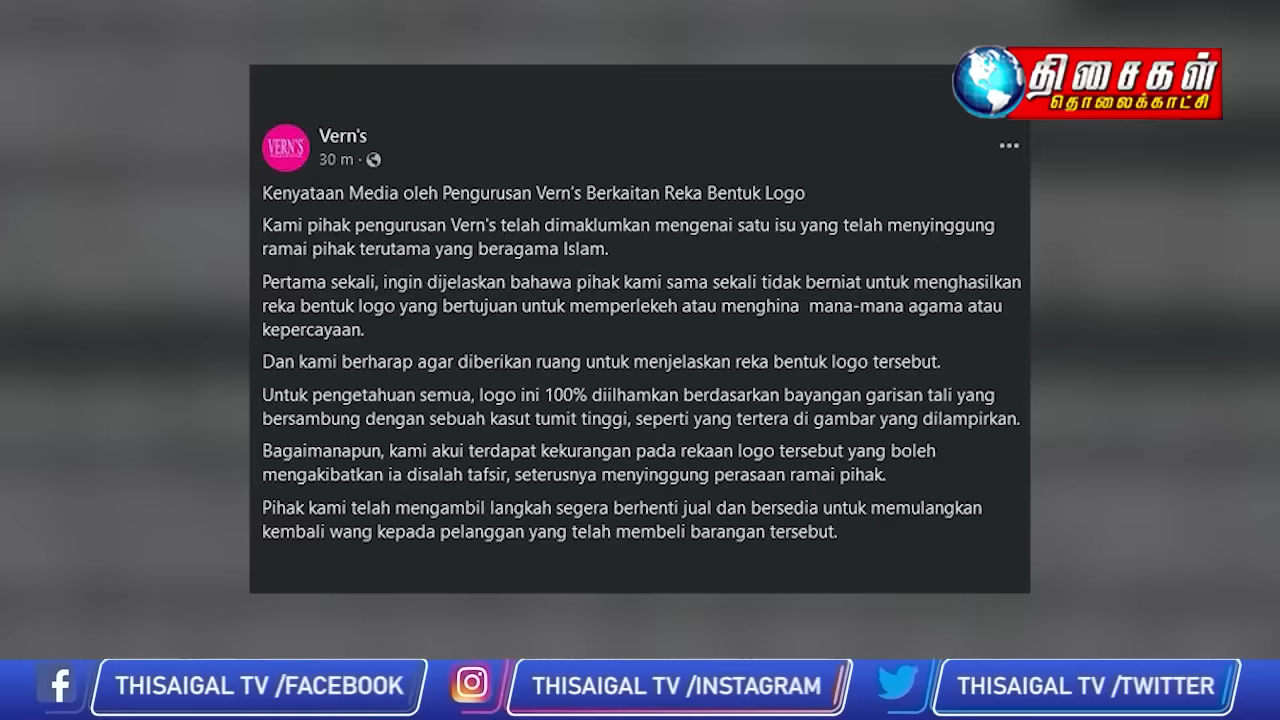 திசைகள்
தொலைக்காட்சி
VERN'S
Vern's
30 m ·
Kenyataan Media oleh Pengurusan Vern's Berkaitan Reka Bentuk Logo
Kami pihak pengurusan Vern's telah dimaklumkan mengenai satu isu yang telah menyinggung
ramai pihak terutama yang beragama Islam.
Pertama sekali, ingin dijelaskan bahawa pihak kami sama sekali tidak berniat untuk menghasilkan
reka bentuk logo yang bertujuan untuk memperlekeh atau menghina mana-mana agama atau
kepercayaan.
Dan kami berharap agar diberikan ruang untuk menjelaskan reka bentuk logo tersebut.
Untuk pengetahuan semua, logo ini 100% diilhamkan berdasarkan bayangan garisan tali yang
bersambung dengan sebuah kasut tumit tinggi, seperti yang tertera di gambar yang dilampirkan.
Bagaimanapun, kami akui terdapat kekurangan pada rekaan logo tersebut yang boleh
mengakibatkan ia disalah tafsir, seterusnya menyinggung perasaan ramai pihak.
Pihak kami telah mengambil langkah segera berhenti jual dan bersedia untuk memulangkan
kembali wang kepada pelanggan yang telah membeli barangan tersebut.
THISAIGAL TV /FACEBOOK
THISAIGAL TV /INSTAGRAM
THISAIGAL TV /TWITTER